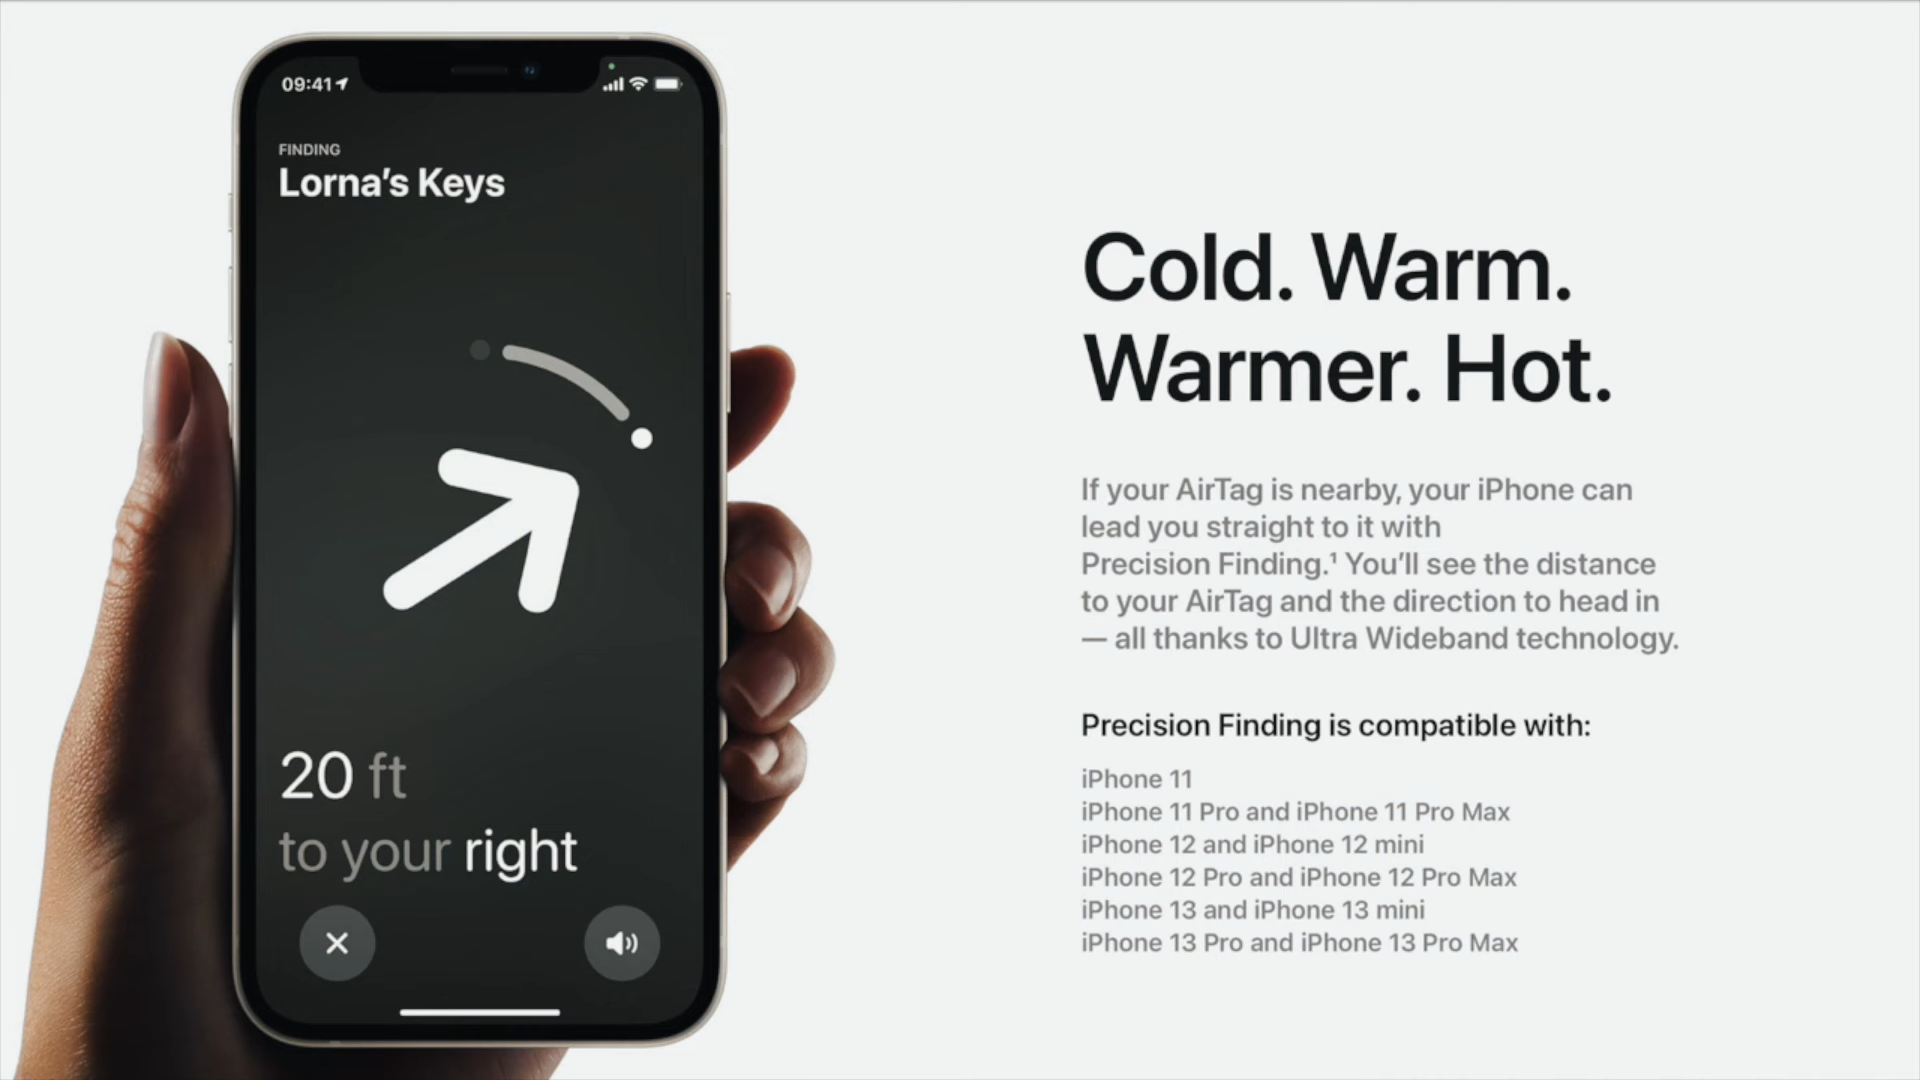 09:41
FINDING
Lorna’s Keys
20 ft
to your right
Cold. Warm.
Warmer. Hot.
If your AirTag is nearby, your iPhone can
lead you straight to it with
Precision Finding.¹ You’ll see the distance
to your AirTag and the direction to head in
— all thanks to Ultra Wideband technology.
Precision Finding is compatible with:
iPhone 11
iPhone 11 Pro and iPhone 11 Pro Max
iPhone 12 and iPhone 12 mini
iPhone 12 Pro and iPhone 12 Pro Max
iPhone 13 and iPhone 13 mini
iPhone 13 Pro and iPhone 13 Pro Max